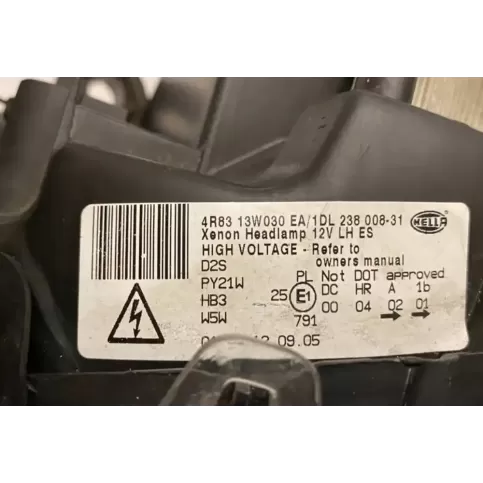 4R83 13W030 EA/1DL 238 008-31
HELLA
Xenon Headlamp 12V LH ES
HIGH VOLTAGE - Refer to
owners manual
D2S
PL Not DOT approved
PY21W
DC HR A 1b
HB3
25 E1
00 04 02 01
W5W
791
09.05